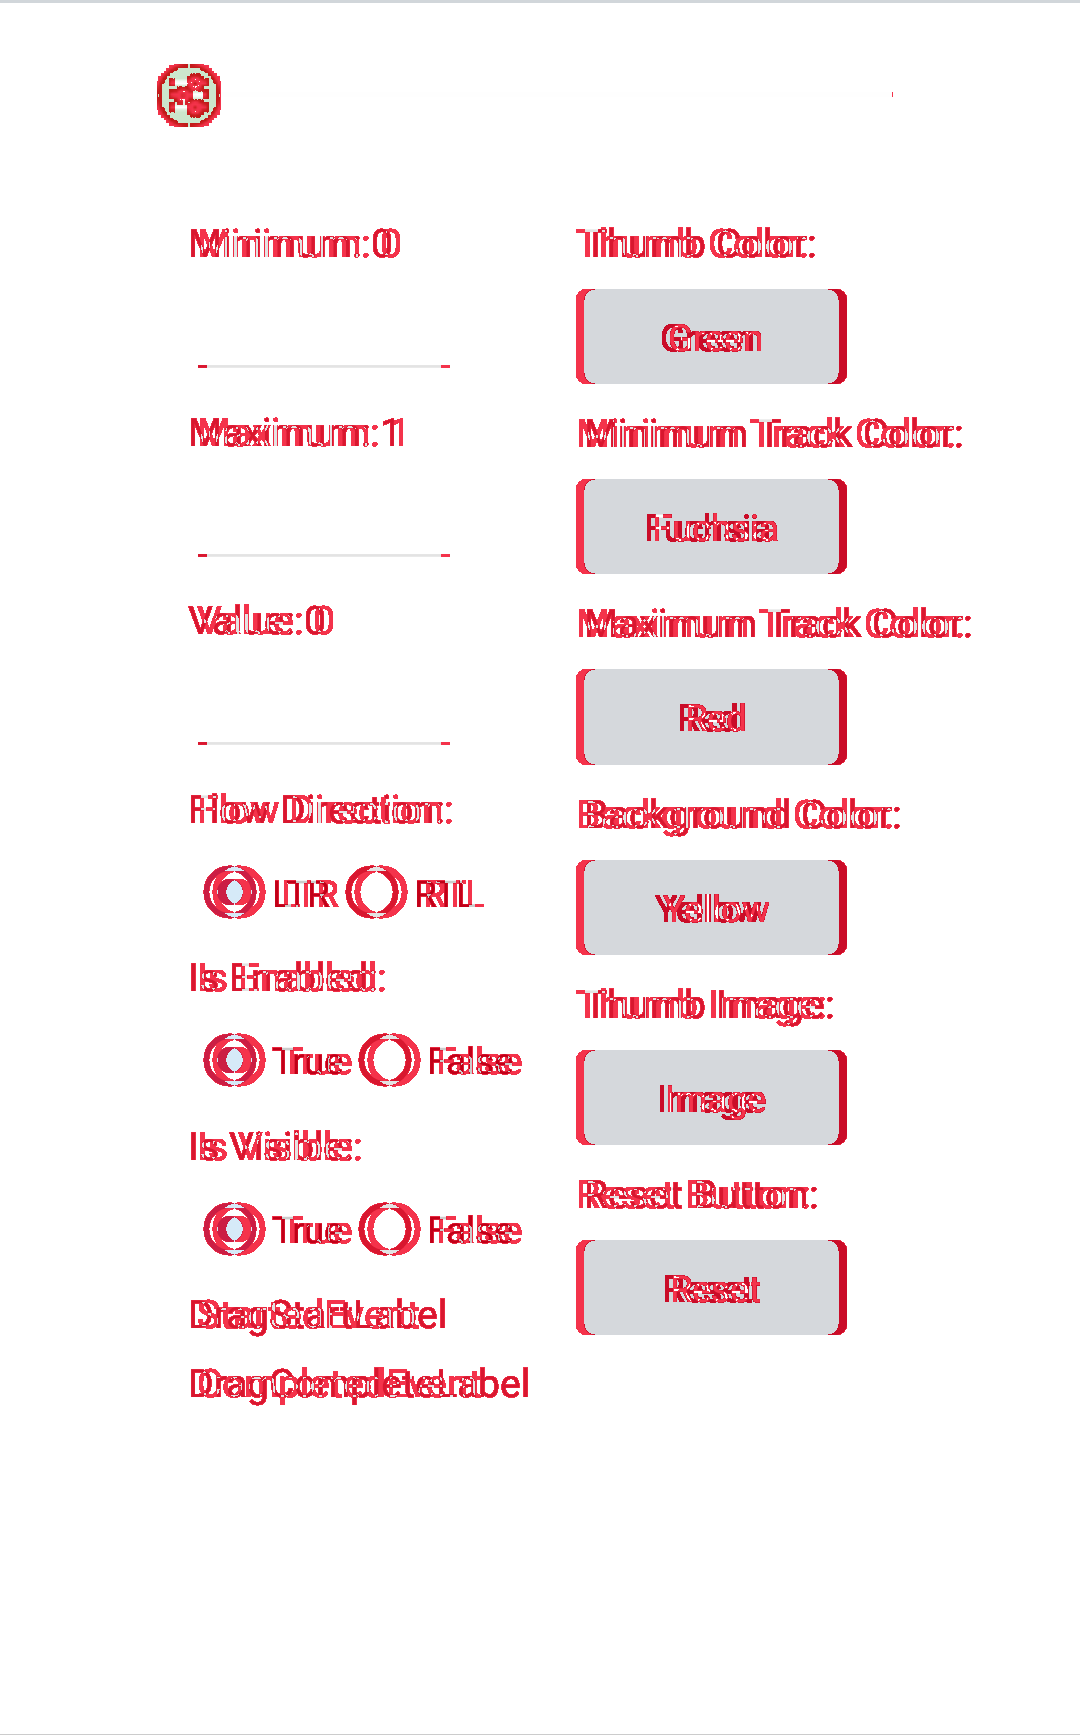 Minimum: 0
Maximum: 1
Value: 0
Flow Direction:
LTR RTL
Is Enabled:
True False
Is Visible:
True False
Thumb Color:
Green
Minimum Track Color:
Fuchsia
Maximum Track Color:
Red
Background Color:
Yellow
Thumb Image:
Image
Reset Button:
Reset